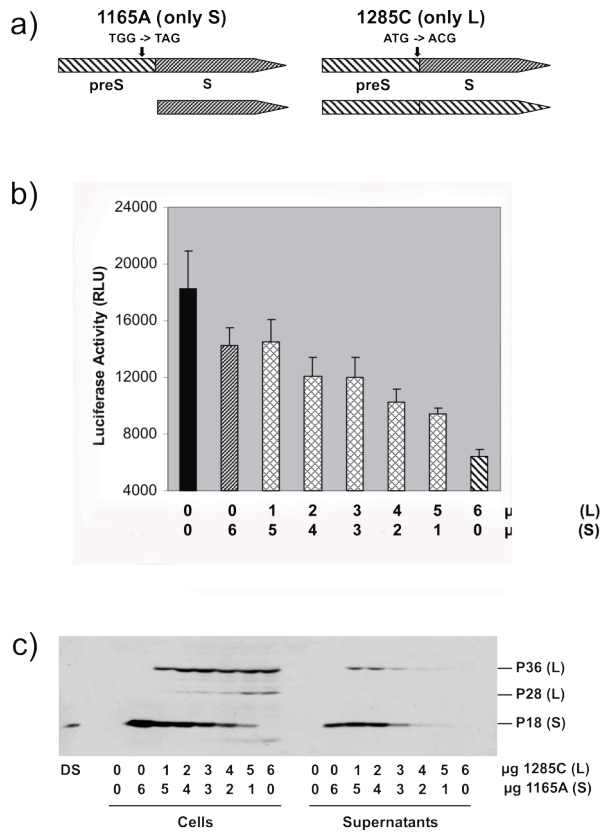 a)
1165A (only S)
TGG -> TAG
preS S
1285C (only L)
ATG -> ACG
preS S
b)
Luciferase Activity (RLU)
24000
20000
16000
12000
8000
4000
0 0 1 2 3 4 5 6 µ (L)
0 6 5 4 3 2 1 0 µ (S)
c)
P36 (L)
P28 (L)
P18 (S)
DS 0 0 1 2 3 4 5 6 0 0 1 2 3 4 5 6 µg 1285C (L)
0 6 5 4 3 2 1 0 0 6 5 4 3 2 1 0 µg 1165A (S)
Cells Supernatants